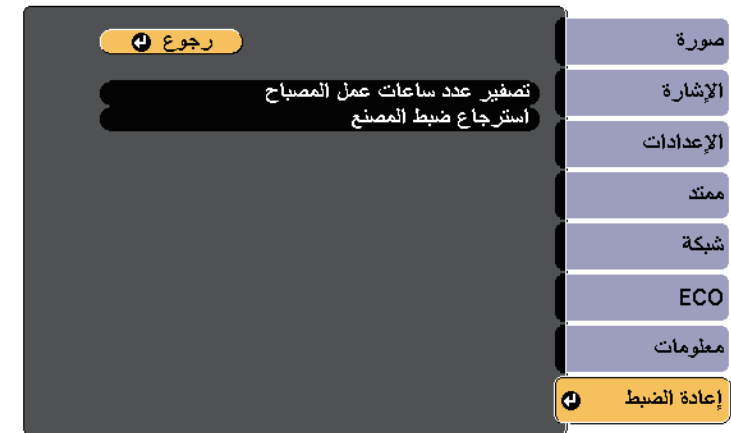 صورة
الإشارة
الإعدادات
ممتد
شبكة
ECO
معلومات
إعادة الضبط
رجوع
تصفير عدد ساعات عمل المصباح
استرجاع ضبط المصنع